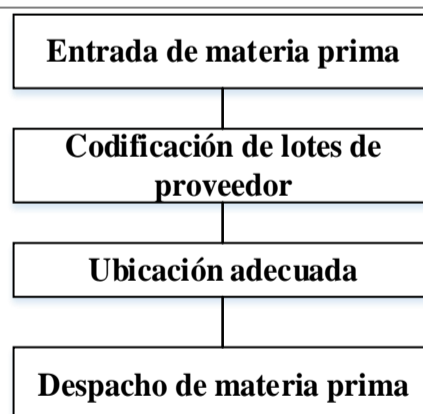 Entrada de materia prima
Codificación de lotes de
proveedor
Ubicación adecuada
Despacho de materia prima